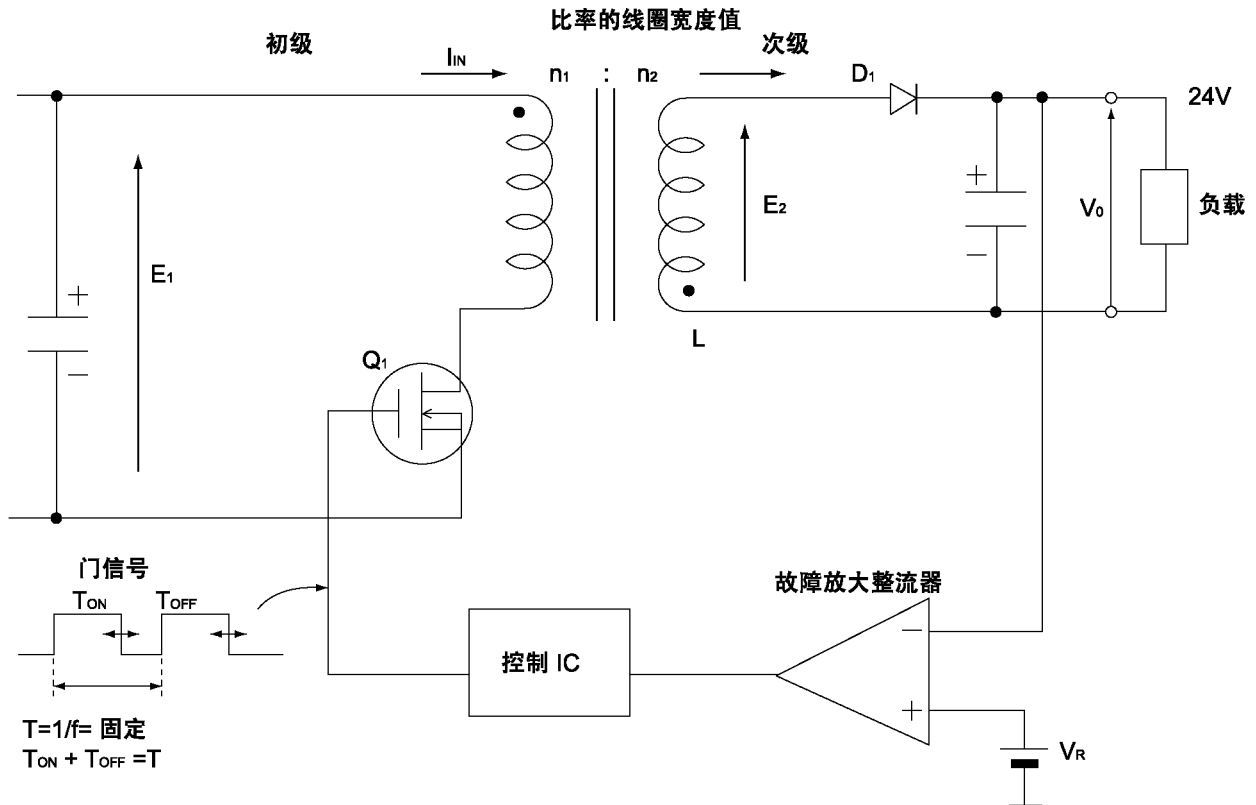 比率的线圈宽度值
初级
次级
IIN
n1 : n2
D1
24V
E1
+
−
E2
+
−
V0
负载
L
Q1
门信号
TON TOFF
故障放大整流器
控制 IC
−
+
T=1/f= 固定
TON + TOFF =T
VR